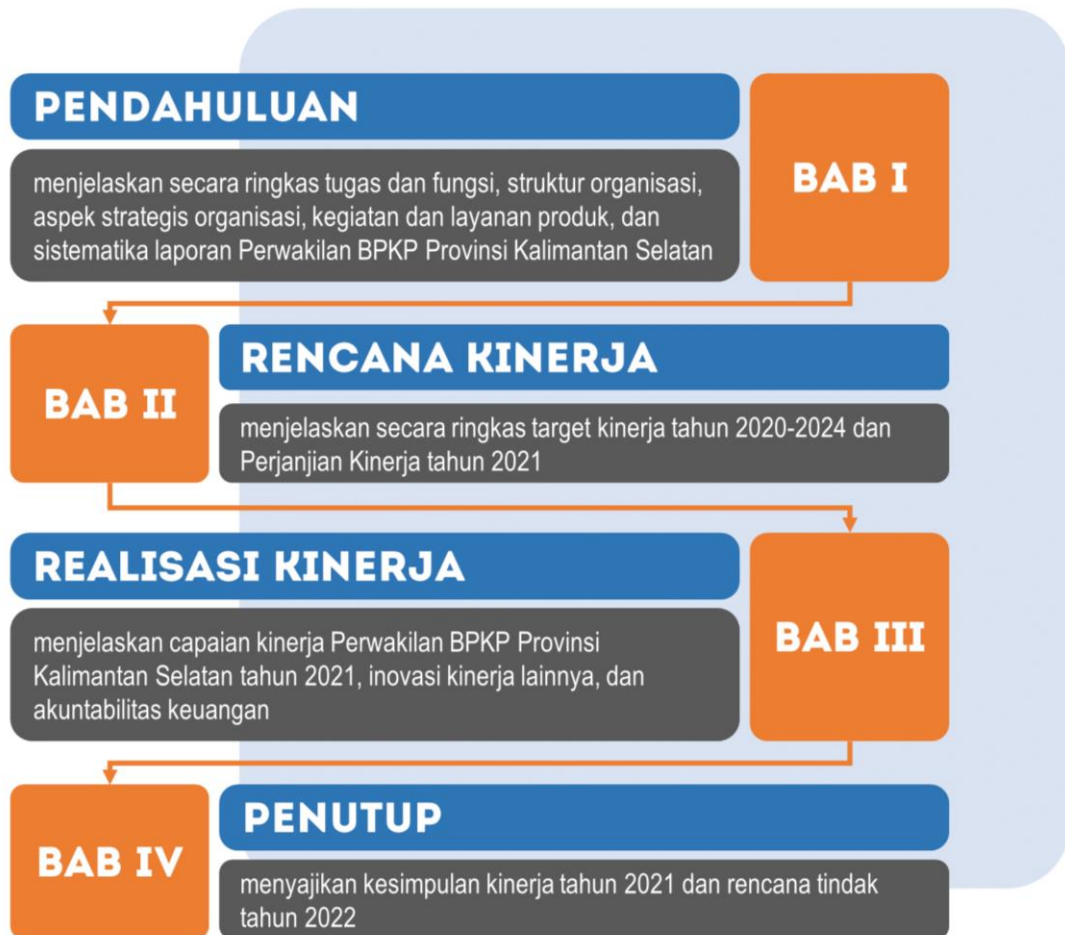 PENDAHULUAN
menjelaskan secara ringkas tugas dan fungsi, struktur organisasi,
aspek strategis organisasi, kegiatan dan layanan produk, dan
sistematika laporan Perwakilan BPKP Provinsi Kalimantan Selatan
BAB I
BAB II
RENCANA KINERJA
menjelaskan secara ringkas target kinerja tahun 2020-2024 dan
Perjanjian Kinerja tahun 2021
REALISASI KINERJA
menjelaskan capaian kinerja Perwakilan BPKP Provinsi
Kalimantan Selatan tahun 2021, inovasi kinerja lainnya, dan
akuntabilitas keuangan
BAB III
BAB IV
PENUTUP
menyajikan kesimpulan kinerja tahun 2021 dan rencana tindak
tahun 2022